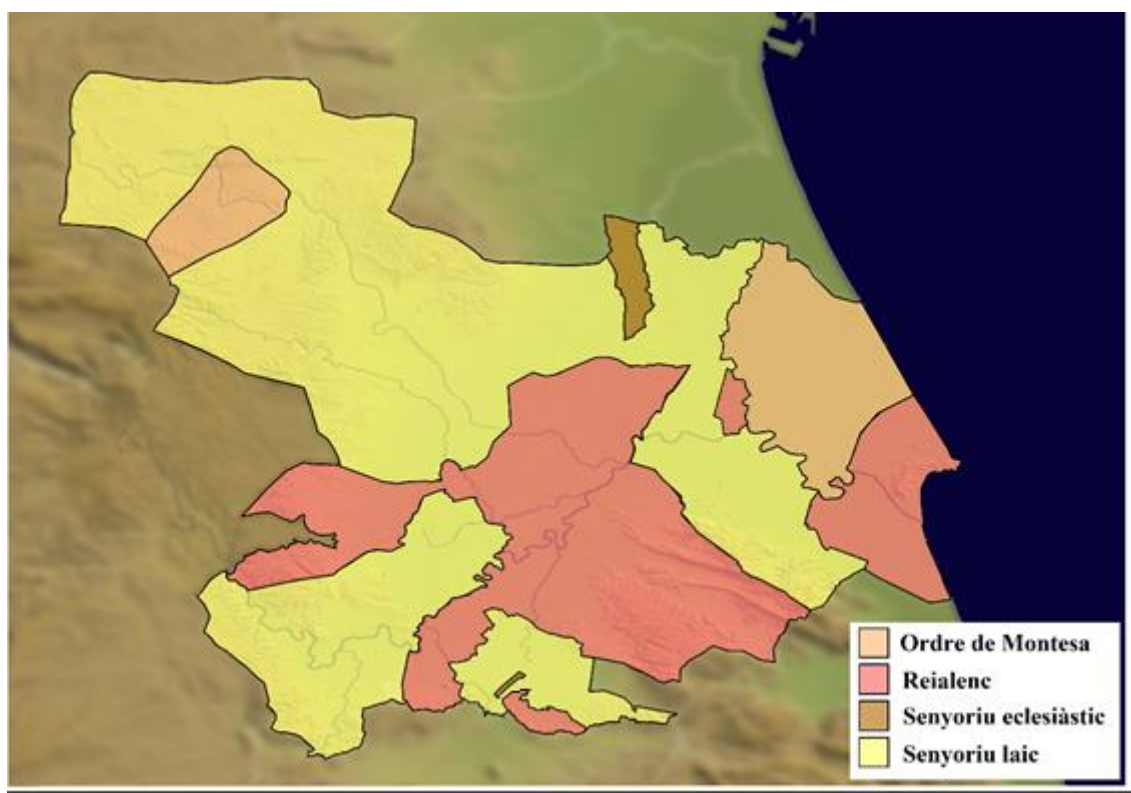 Ordre de Montesa
Reialenc
Senyoriu eclesiàstic
Senyoriu laic